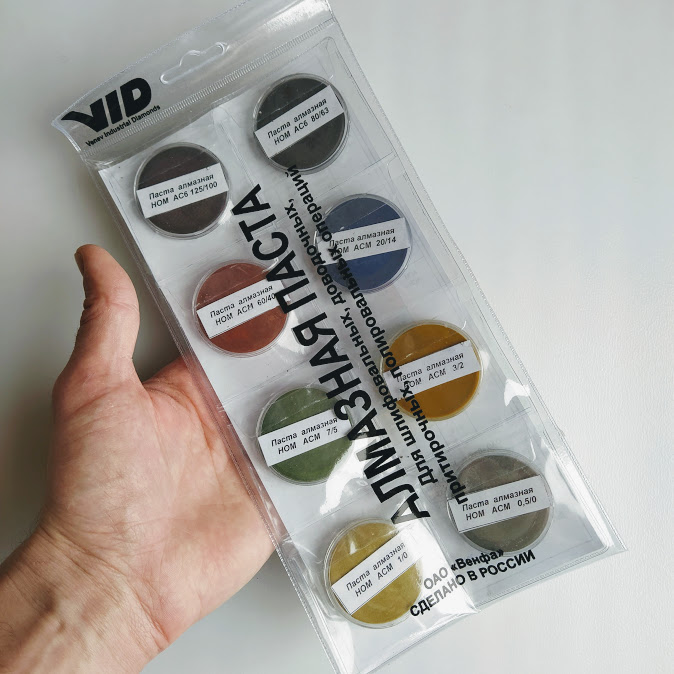 VID
Venev Industrial Diamonds
Паста алмазная
НОМ АС6 80/63
Паста алмазная
НОМ АС6 125/100
Паста алмазная
НОМ АСМ 20/14
Паста алмазная
НОМ АСН 60/40
Паста алмазная
НОМ АСМ 3/2
Паста алмазная
НОМ АСМ 7/5
Паста алмазная
НОМ АСМ 0,5/0
Паста алмазная
НОМ АСМ 1/0
АЛМАЗНАЯ ПАСТА
для шлифовальных, доводочных,
притирочных, полировальных операций
ОАО «Венфа»
СДЕЛАНО В РОССИИ